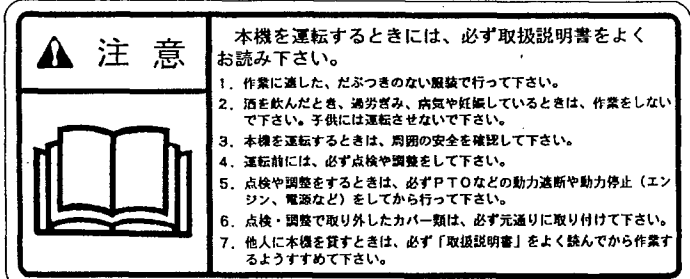 注 意
本機を運転するときには、必ず取扱説明書をよく
お読み下さい。
1．作業に適した、だぶつきのない服装で行って下さい。
2．酒を飲んだとき、過労ぎみ、病気や妊娠しているときは、作業をしない
で下さい。子供には運転させないで下さい。
3．本機を運転するときは、周囲の安全を確認して下さい。
4．運転前には、必ず点検や調整をして下さい。
5．点検や調整をするときは、必ずＰＴＯなどの動力遮断や動力停止（エン
ジン、電源など）をしてから行って下さい。
6．点検・調整で取り外したカバー類は、必ず元通りに取り付けて下さい。
7．他人に本機を貸すときは、必ず「取扱説明書」をよく読んでから作業す
るようすすめて下さい。